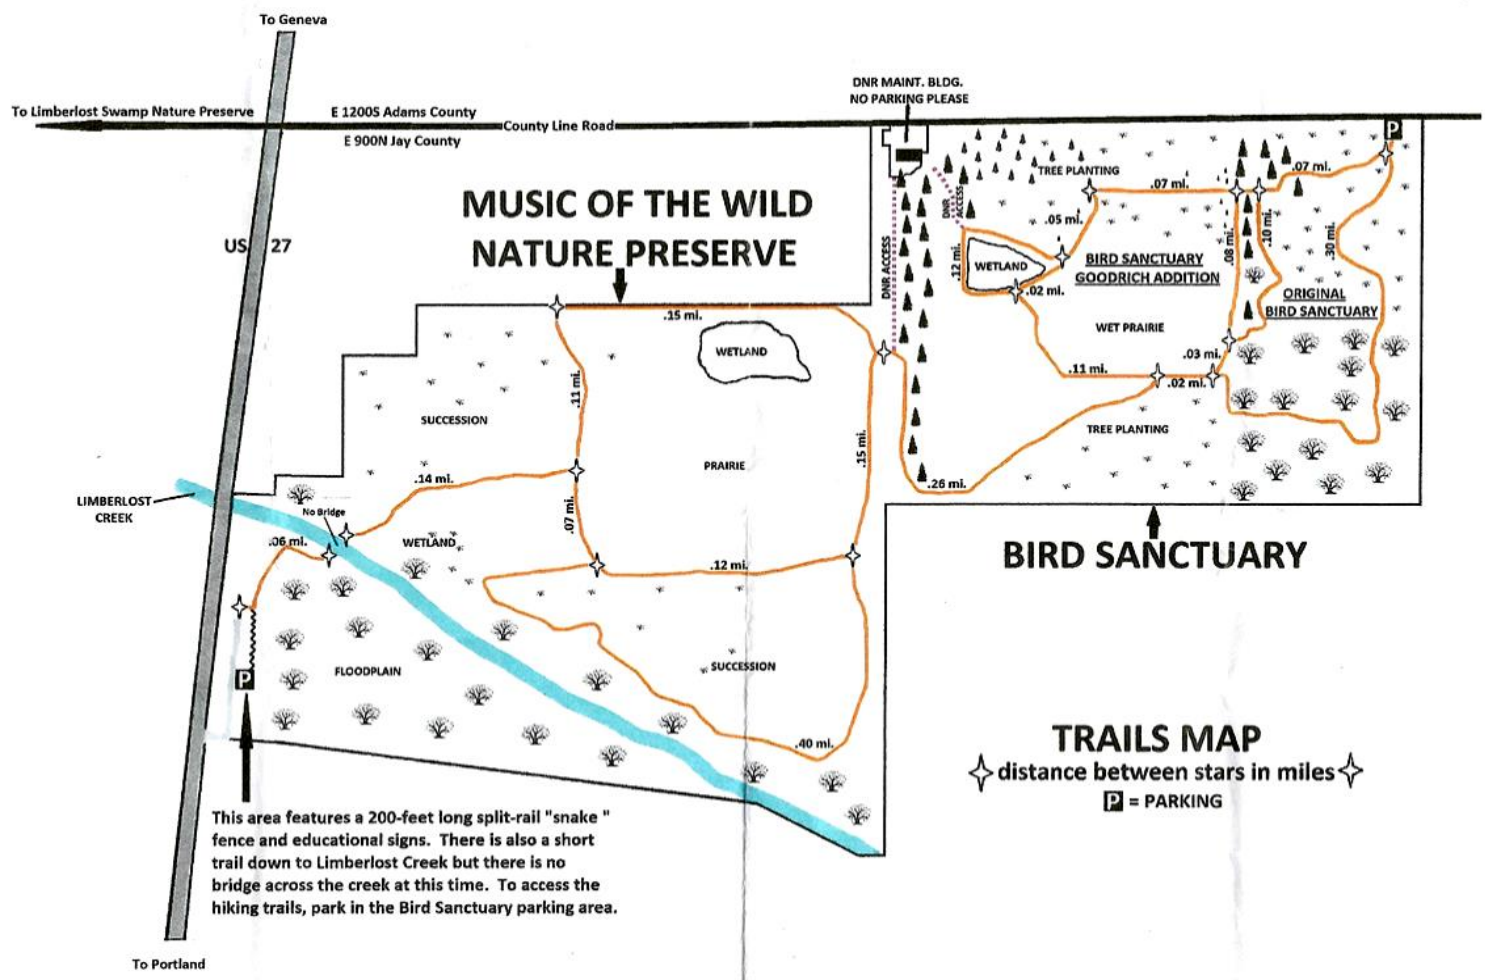 To Geneva
DNR MAINT. BLDG.
NO PARKING PLEASE
To Limberlost Swamp Nature Preserve
E 1200S Adams County
County Line Road
E 900N Jay County
P
TREE PLANTING
.07 mi.
.07 mi.
MUSIC OF THE WILD
NATURE PRESERVE
US 27
DNR
ACCESS
.05 mi.
.12 mi.
WETLAND
.02 mi.
DNR ACCESS
BIRD SANCTUARY
GOODRICH ADDITION
.08 mi.
.10 mi.
.30 mi.
ORIGINAL
BIRD SANCTUARY
WET PRAIRIE
.03 mi.
.11 mi.
.02 mi.
.15 mi.
WETLAND
.11 mi.
SUCCESSION
TREE PLANTING
.15 mi.
PRAIRIE
.14 mi.
.26 mi.
LIMBERLOST
CREEK
No Bridge
.07 mi.
.06 mi.
WETLAND
.12 mi.
BIRD SANCTUARY
FLOODPLAIN
SUCCESSION
P
.40 mi.
TRAILS MAP
distance between stars in miles
P = PARKING
This area features a 200-feet long split-rail "snake "
fence and educational signs. There is also a short
trail down to Limberlost Creek but there is no
bridge across the creek at this time. To access the
hiking trails, park in the Bird Sanctuary parking area.
To Portland